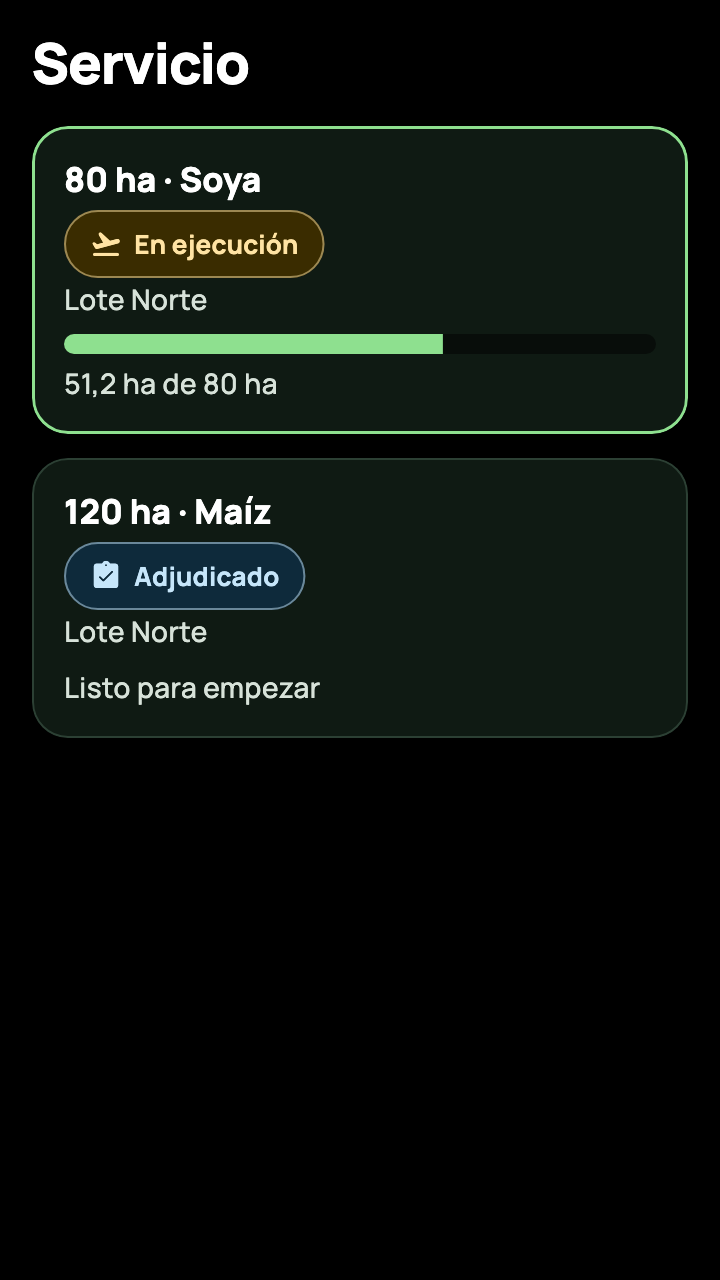 Servicio
80 ha · Soya
En ejecución
Lote Norte
51,2 ha de 80 ha
120 ha · Maíz
Adjudicado
Lote Norte
Listo para empezar